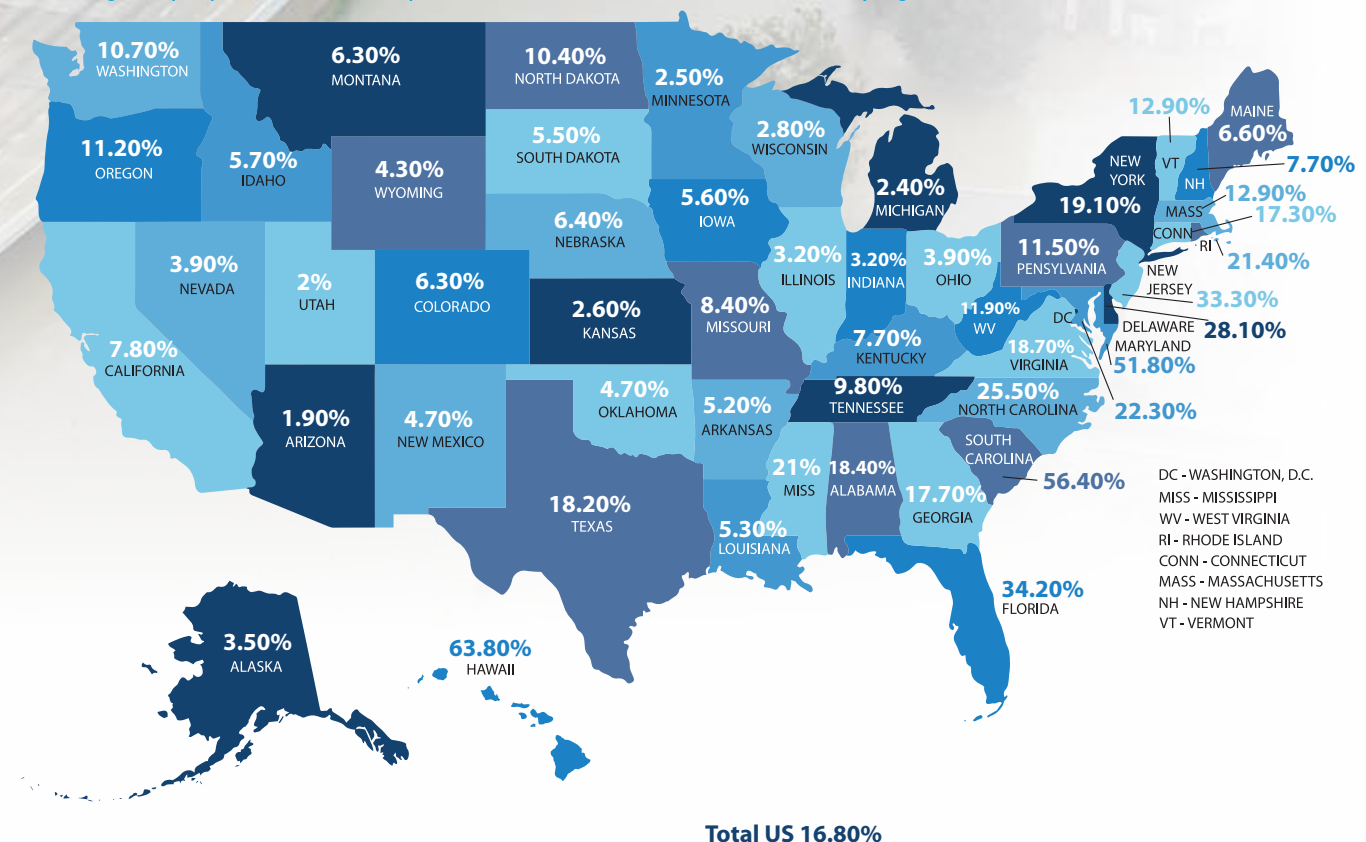 10.70%
WASHINGTON
6.30%
MONTANA
10.40%
NORTH DAKOTA
2.50%
MINNESOTA
12.90%
VT
MAINE
6.60%
11.20%
OREGON
5.70%
IDAHO
4.30%
WYOMING
5.50%
SOUTH DAKOTA
2.80%
WISCONSIN
2.40%
MICHIGAN
NEW
YORK
19.10%
NH
7.70%
MASS
12.90%
CONN
17.30%
RI
21.40%
3.90%
NEVADA
2%
UTAH
6.30%
COLORADO
6.40%
NEBRASKA
5.60%
IOWA
3.20%
ILLINOIS
3.20%
INDIANA
3.90%
OHIO
11.50%
PENSYLVANIA
NEW
JERSEY
33.30%
7.80%
CALIFORNIA
2.60%
KANSAS
8.40%
MISSOURI
7.70%
KENTUCKY
11.90%
WV
18.70%
VIRGINIA
DC
DELAWARE
28.10%
MARYLAND
51.80%
22.30%
1.90%
ARIZONA
4.70%
NEW MEXICO
4.70%
OKLAHOMA
5.20%
ARKANSAS
9.80%
TENNESSEE
25.50%
NORTH CAROLINA
SOUTH
CAROLINA
56.40%
18.20%
TEXAS
5.30%
LOUISIANA
21%
MISS
18.40%
ALABAMA
17.70%
GEORGIA
34.20%
FLORIDA
DC - WASHINGTON, D.C.
MISS - MISSISSIPPI
WV - WEST VIRGINIA
RI - RHODE ISLAND
CONN - CONNECTICUT
MASS - MASSACHUSETTS
NH - NEW HAMPSHIRE
VT - VERMONT
3.50%
ALASKA
63.80%
HAWAII
Total US 16.80%